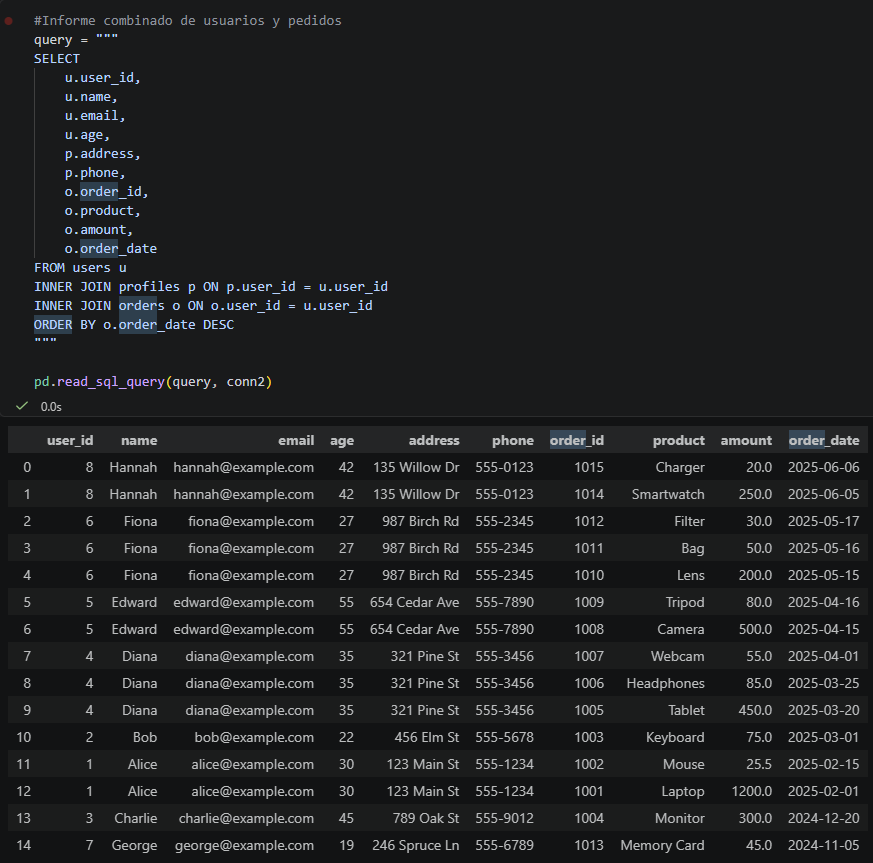 #Informe combinado de usuarios y pedidos
query = """
SELECT
    u.user_id,
    u.name,
    u.email,
    u.age,
    p.address,
    p.phone,
    o.order_id,
    o.product,
    o.amount,
    o.order_date
FROM users u
INNER JOIN profiles p ON p.user_id = u.user_id
INNER JOIN orders o ON o.user_id = u.user_id
ORDER BY o.order_date DESC
"""
pd.read_sql_query(query, conn2)
0.0s
user_id name email age address phone order_id product amount order_date
0 8 Hannah hannah@example.com 42 135 Willow Dr 555-0123 1015 Charger 20.0 2025-06-06
1 8 Hannah hannah@example.com 42 135 Willow Dr 555-0123 1014 Smartwatch 250.0 2025-06-05
2 6 Fiona fiona@example.com 27 987 Birch Rd 555-2345 1012 Filter 30.0 2025-05-17
3 6 Fiona fiona@example.com 27 987 Birch Rd 555-2345 1011 Bag 50.0 2025-05-16
4 6 Fiona fiona@example.com 27 987 Birch Rd 555-2345 1010 Lens 200.0 2025-05-15
5 5 Edward edward@example.com 55 654 Cedar Ave 555-7890 1009 Tripod 80.0 2025-04-16
6 5 Edward edward@example.com 55 654 Cedar Ave 555-7890 1008 Camera 500.0 2025-04-15
7 4 Diana diana@example.com 35 321 Pine St 555-3456 1007 Webcam 55.0 2025-04-01
8 4 Diana diana@example.com 35 321 Pine St 555-3456 1006 Headphones 85.0 2025-03-25
9 4 Diana diana@example.com 35 321 Pine St 555-3456 1005 Tablet 450.0 2025-03-20
10 2 Bob bob@example.com 22 456 Elm St 555-5678 1003 Keyboard 75.0 2025-03-01
11 1 Alice alice@example.com 30 123 Main St 555-1234 1002 Mouse 25.5 2025-02-15
12 1 Alice alice@example.com 30 123 Main St 555-1234 1001 Laptop 1200.0 2025-02-01
13 3 Charlie charlie@example.com 45 789 Oak St 555-9012 1004 Monitor 300.0 2024-12-20
14 7 George george@example.com 19 246 Spruce Ln 555-6789 1013 Memory Card 45.0 2024-11-05